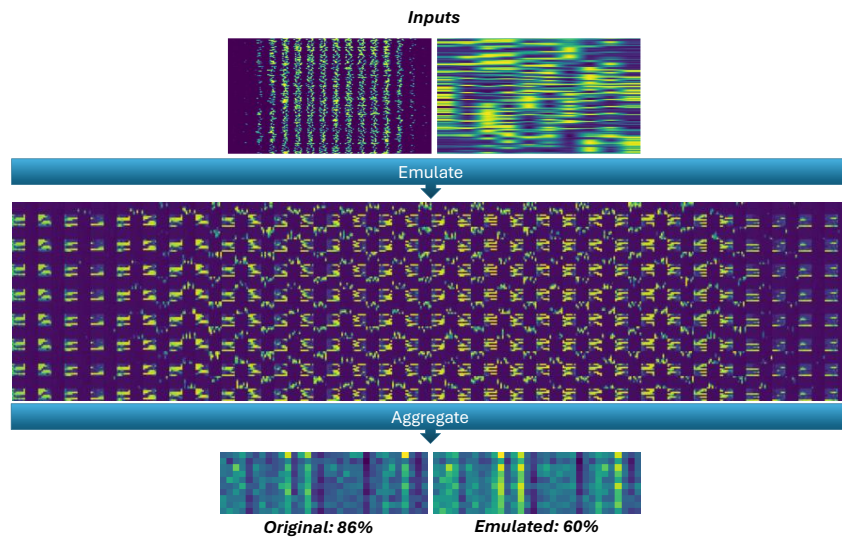 Inputs
Emulate
Aggregate
Original: 86%
Emulated: 60%